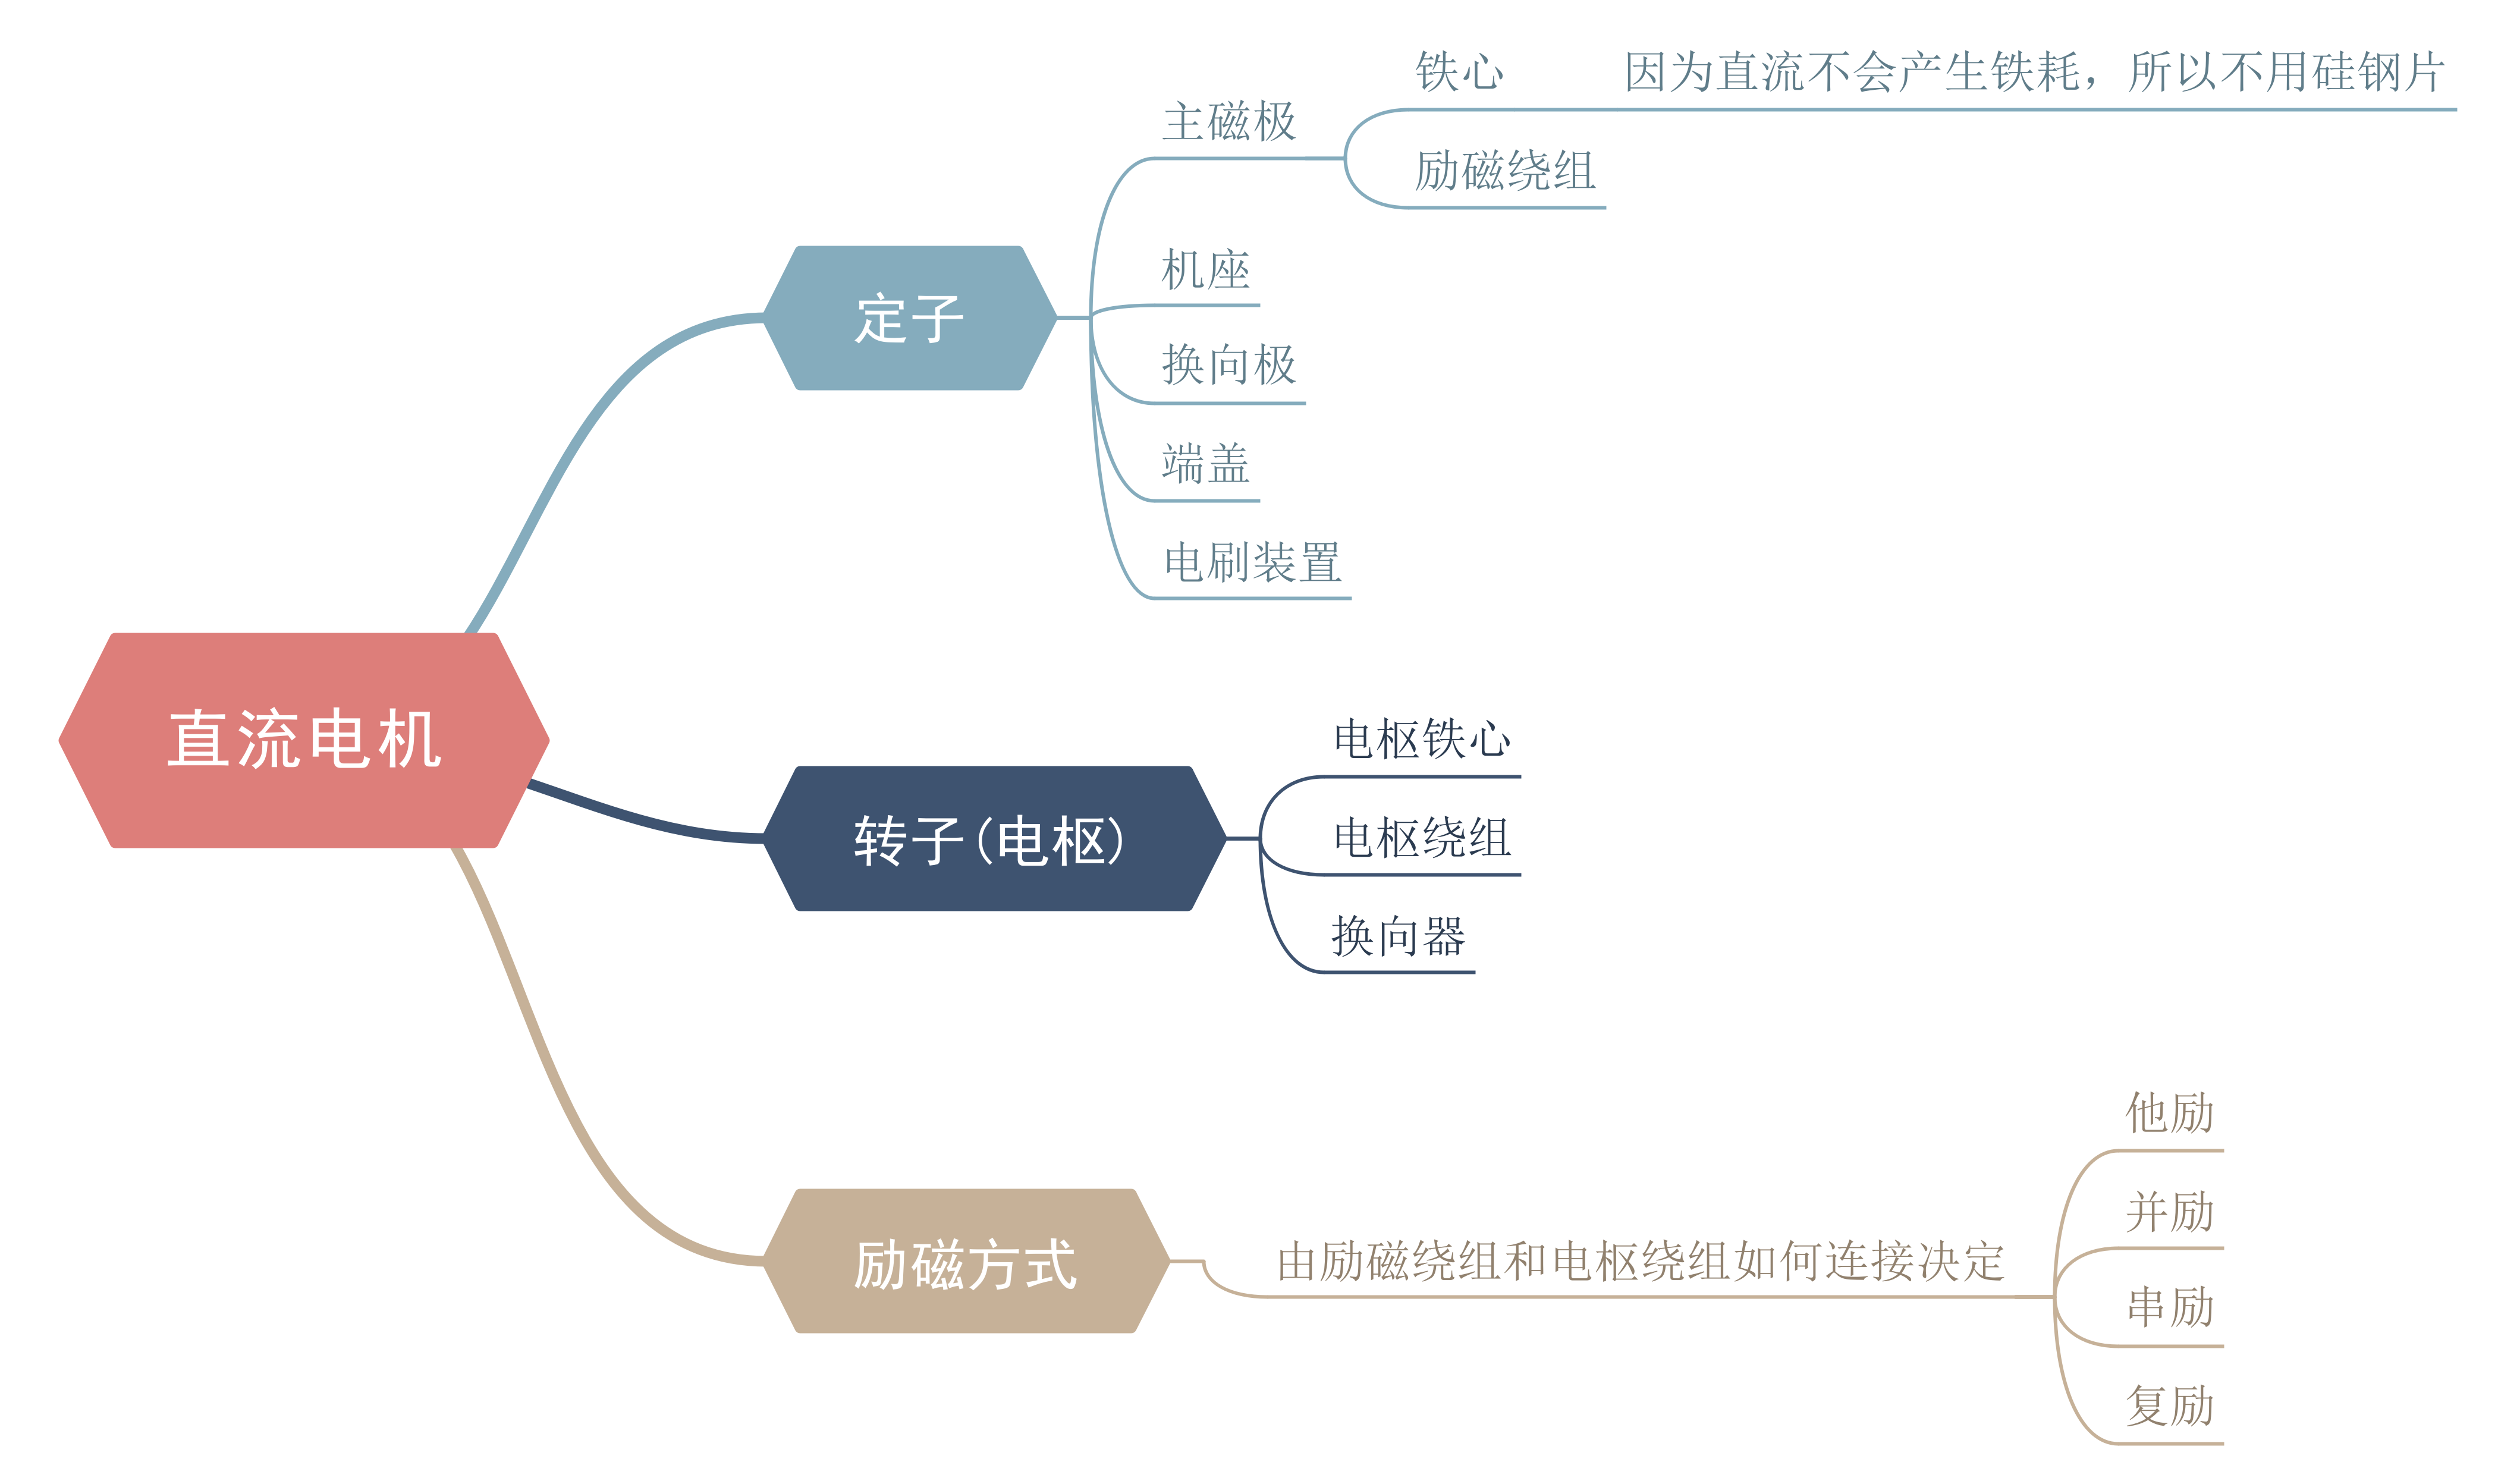 直流电机
定子
主磁极
铁心
因为直流不会产生铁耗，所以不用硅钢片
励磁绕组
机座
换向极
端盖
电刷装置
转子(电枢)
电枢铁心
电枢绕组
换向器
励磁方式
由励磁绕组和电枢绕组如何连接决定
他励
并励
串励
复励